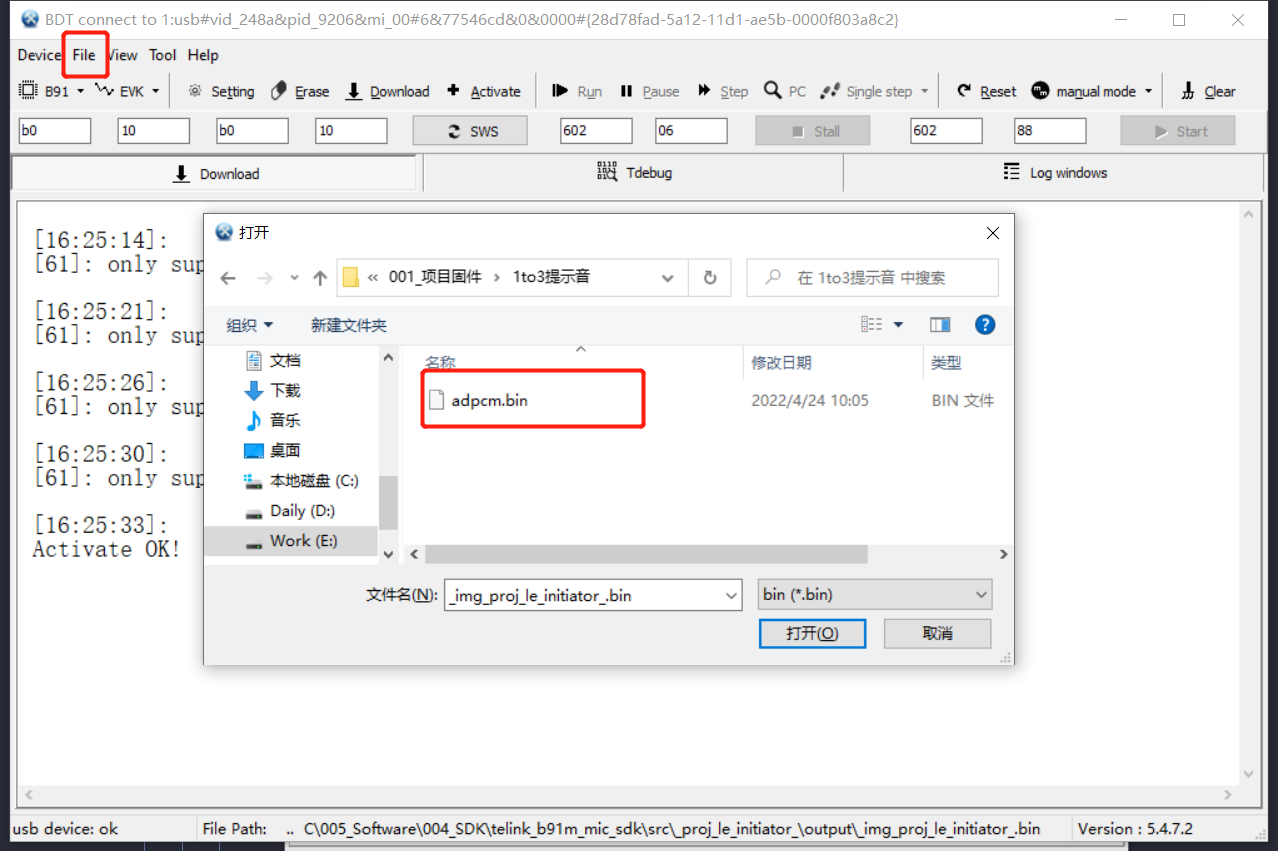 BDT connect to 1:usb#vid_248a&pid_9206&mi_00#6&77546cd&0&0000#{28d78fad-5a12-11d1-ae5b-0000f803a8c2}
Device File View Tool Help
B91 EVK Setting Erase Download Activate Run Pause Step PC Single step Reset manual mode Clear
b0 10 b0 10 SWS 602 06 Stall 602 88 Start
Download Tdebug Log windows
[16:25:14]:
[61]: only sup
[16:25:21]:
[61]: only sup
[16:25:26]:
[61]: only sup
[16:25:30]:
[61]: only sup
[16:25:33]:
Activate OK!
打开
« 001_项目固件 › 1to3提示音
在 1to3提示音 中搜索
组织 新建文件夹
文档
下载
音乐
桌面
本地磁盘 (C:)
Daily (D:)
Work (E:)
名称 修改日期 类型
adpcm.bin 2022/4/24 10:05 BIN 文件
文件名(N): _img_proj_le_initiator_.bin bin (*.bin)
打开(O) 取消
usb device: ok File Path: .. C\005_Software\004_SDK\telink_b91m_mic_sdk\src\_proj_le_initiator_\output\_img_proj_le_initiator_.bin Version : 5.4.7.2